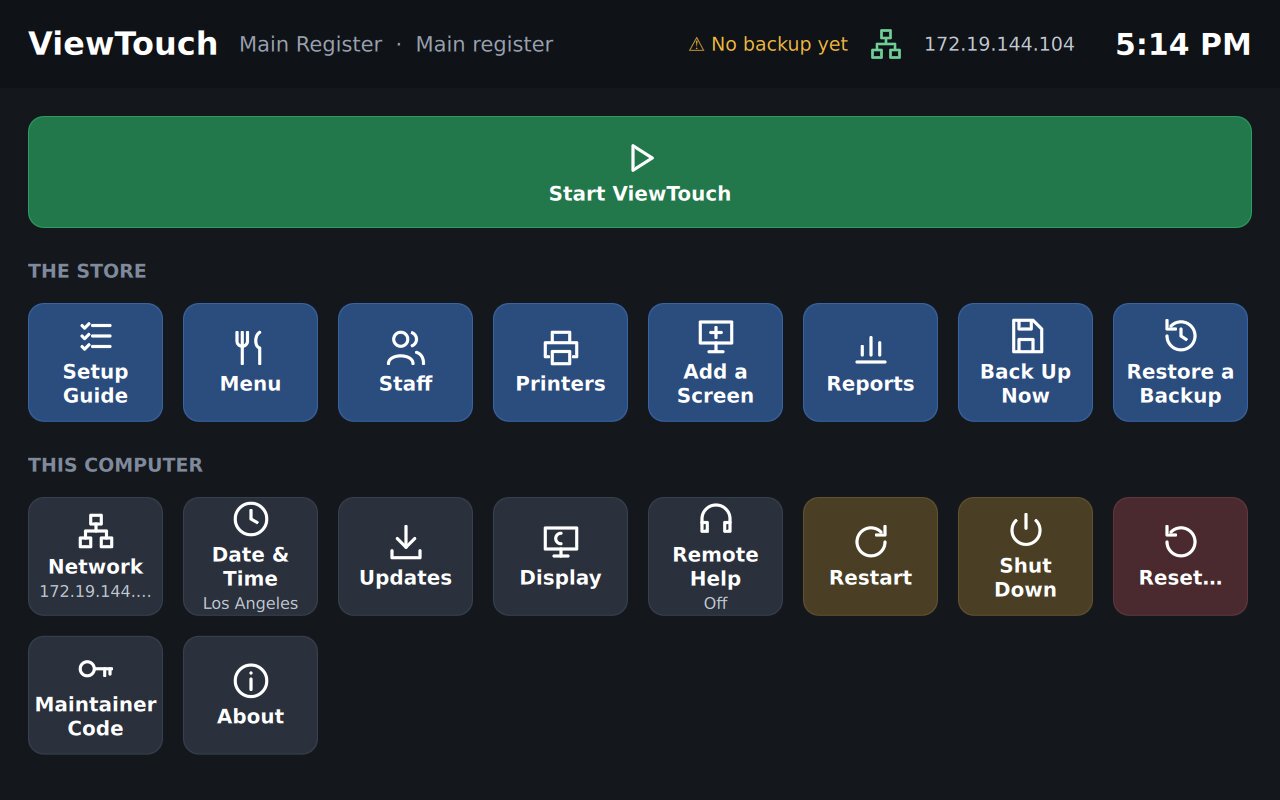 ViewTouch Main Register · Main register ⚠ No backup yet 172.19.144.104 5:14 PM
Start ViewTouch
THE STORE
Setup
Guide
Menu
Staff
Printers
Add a
Screen
Reports
Back Up
Now
Restore a
Backup
THIS COMPUTER
Network
172.19.144....
Date &
Time
Los Angeles
Updates
Display
Remote
Help
Off
Restart
Shut
Down
Reset...
Maintainer
Code
About